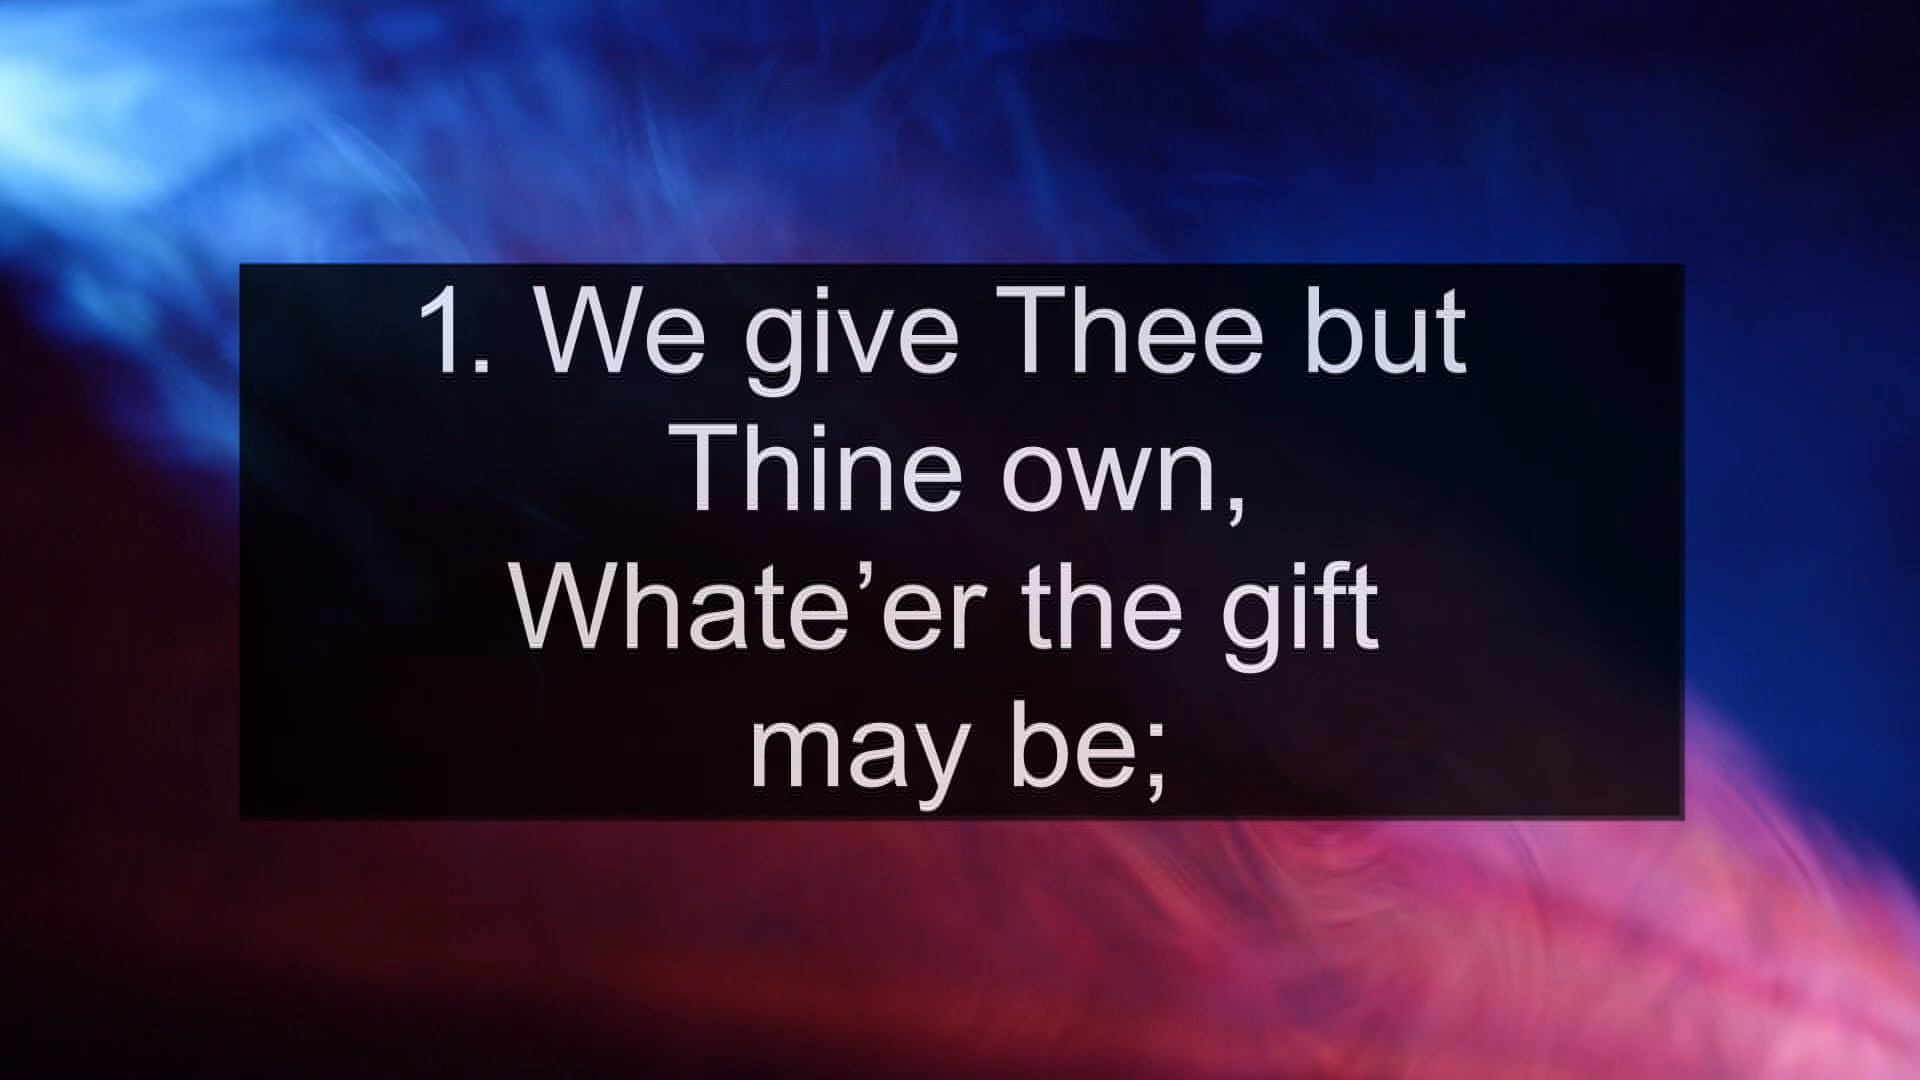 1. We give Thee but
Thine own,
Whate’er the gift
may be;